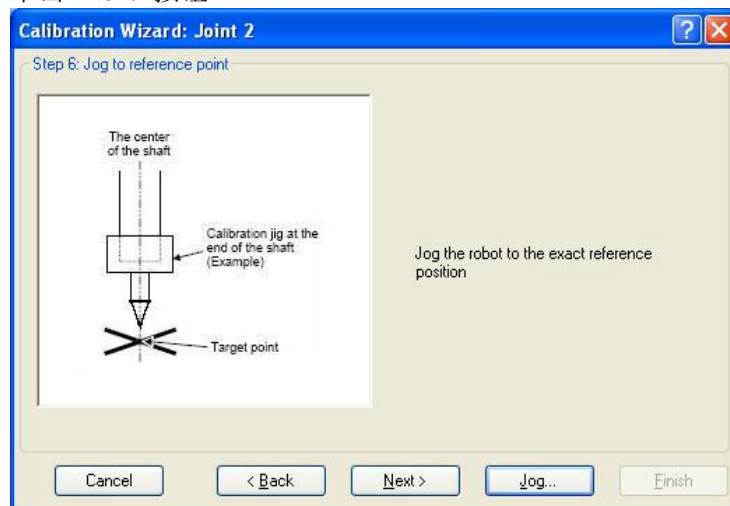 Calibration Wizard: Joint 2
Step 6: Jog to reference point
The center
of the shaft
Calibration jig at the
end of the shaft
(Example)
Target point
Jog the robot to the exact reference
position
Cancel
< Back
Next >
Jog...
Finish